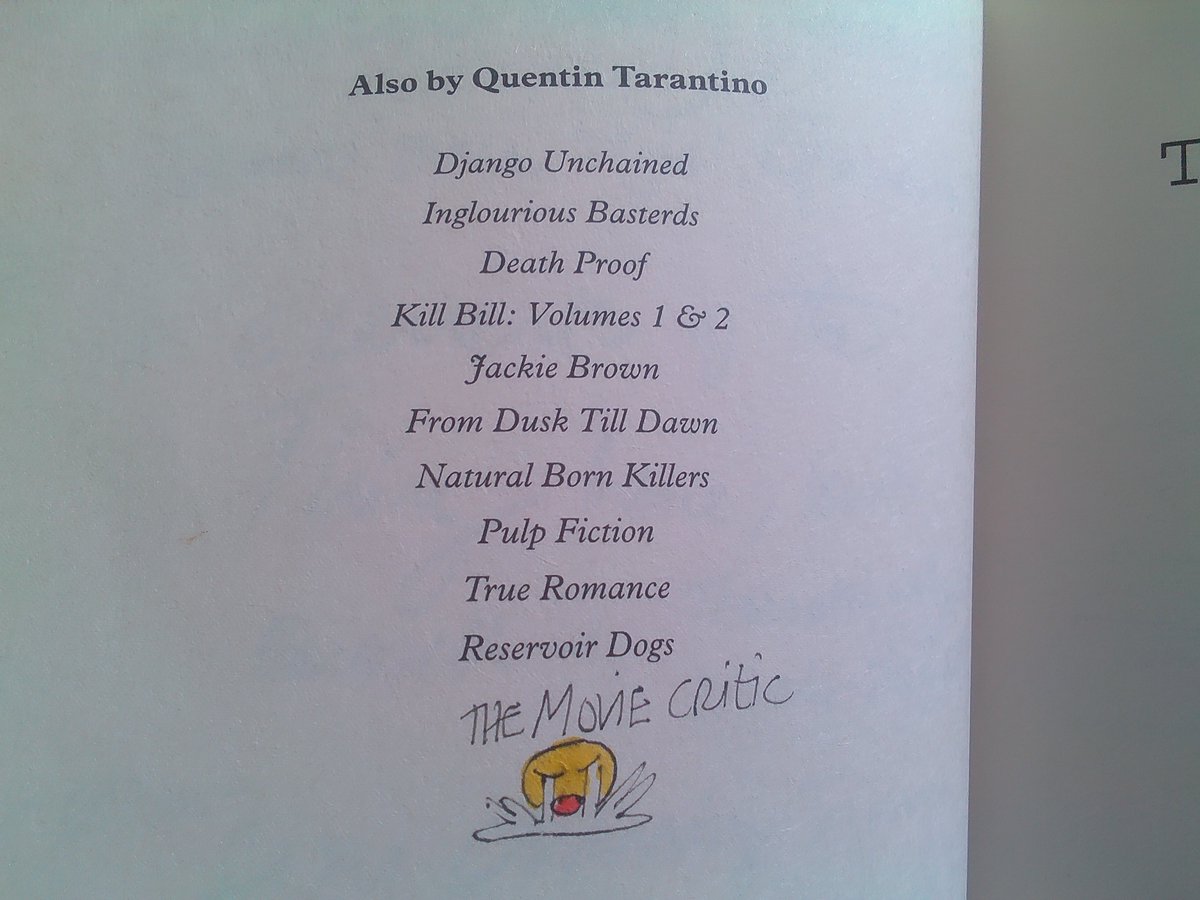 Also by Quentin Tarantino
Django Unchained
Inglourious Basterds
Death Proof
Kill Bill: Volumes 1 & 2
Jackie Brown
From Dusk Till Dawn
Natural Born Killers
Pulp Fiction
True Romance
Reservoir Dogs
THE MOVIE CRITIC
T